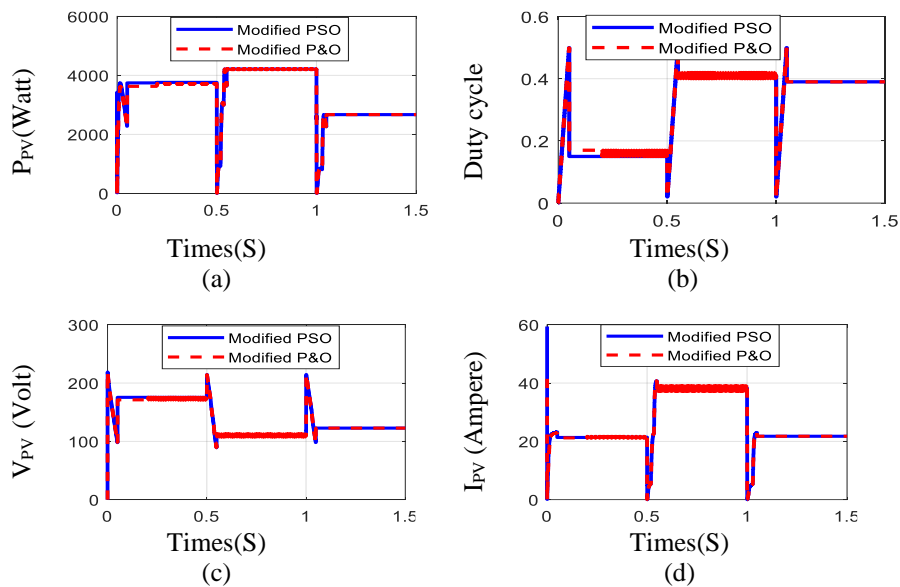 Modified PSO
Modified P&O
6000
4000
2000
0
P_PV(Watt)
0 0.5 1 1.5
Times(S)
(a)
Modified PSO
Modified P&O
0.6
0.4
0.2
0
Duty cycle
0 0.5 1 1.5
Times(S)
(b)
Modified PSO
Modified P&O
300
200
100
0
V_PV (Volt)
0 0.5 1 1.5
Times(S)
(c)
Modified PSO
Modified P&O
60
40
20
0
I_PV (Ampere)
0 0.5 1 1.5
Times(S)
(d)